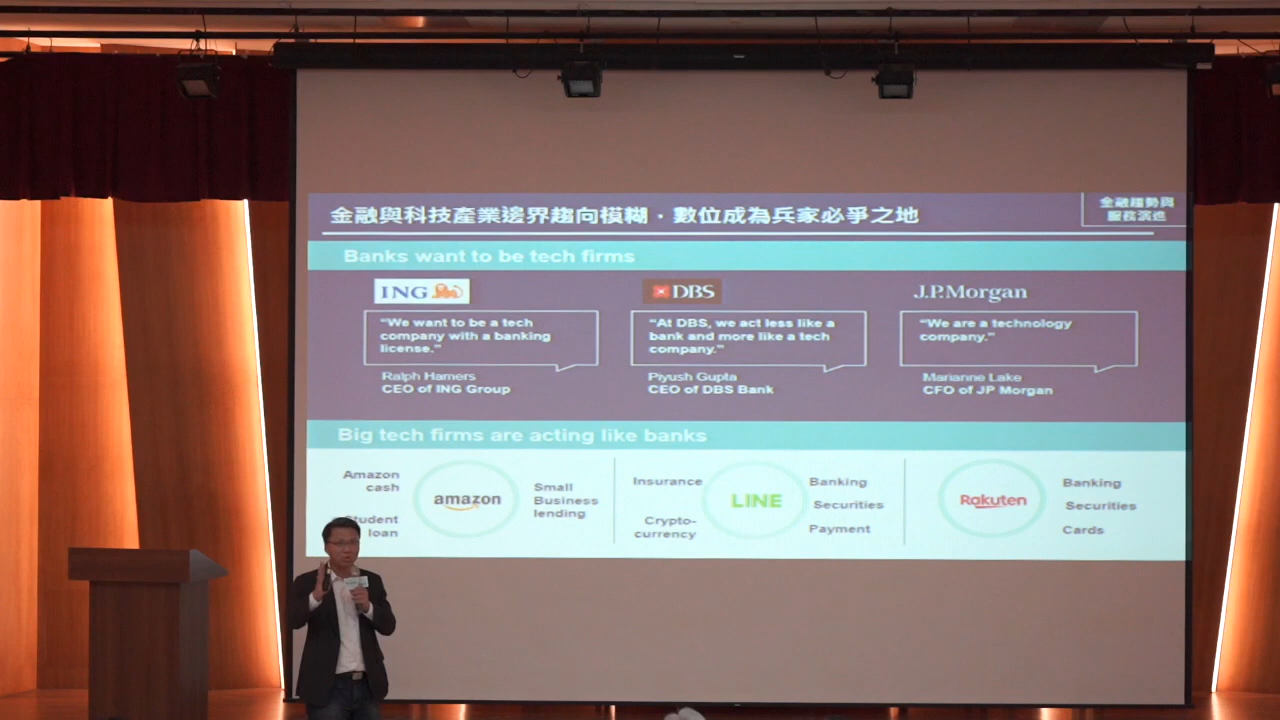 金融與科技產業邊界趨向模糊，數位成為兵家必爭之地
金融趨勢與
服務演進
Banks want to be tech firms
ING
DBS
J.P.Morgan
“We want to be a tech
company with a banking
license.”
“At DBS, we act less like a
bank and more like a tech
company.”
“We are a technology
company.”
Ralph Hamers
CEO of ING Group
Piyush Gupta
CEO of DBS Bank
Marianne Lake
CFO of JP Morgan
Big tech firms are acting like banks
Amazon
cash
Student
loan
amazon
Small
Business
lending
Insurance
Crypto-
currency
LINE
Banking
Securities
Payment
Rakuten
Banking
Securities
Cards